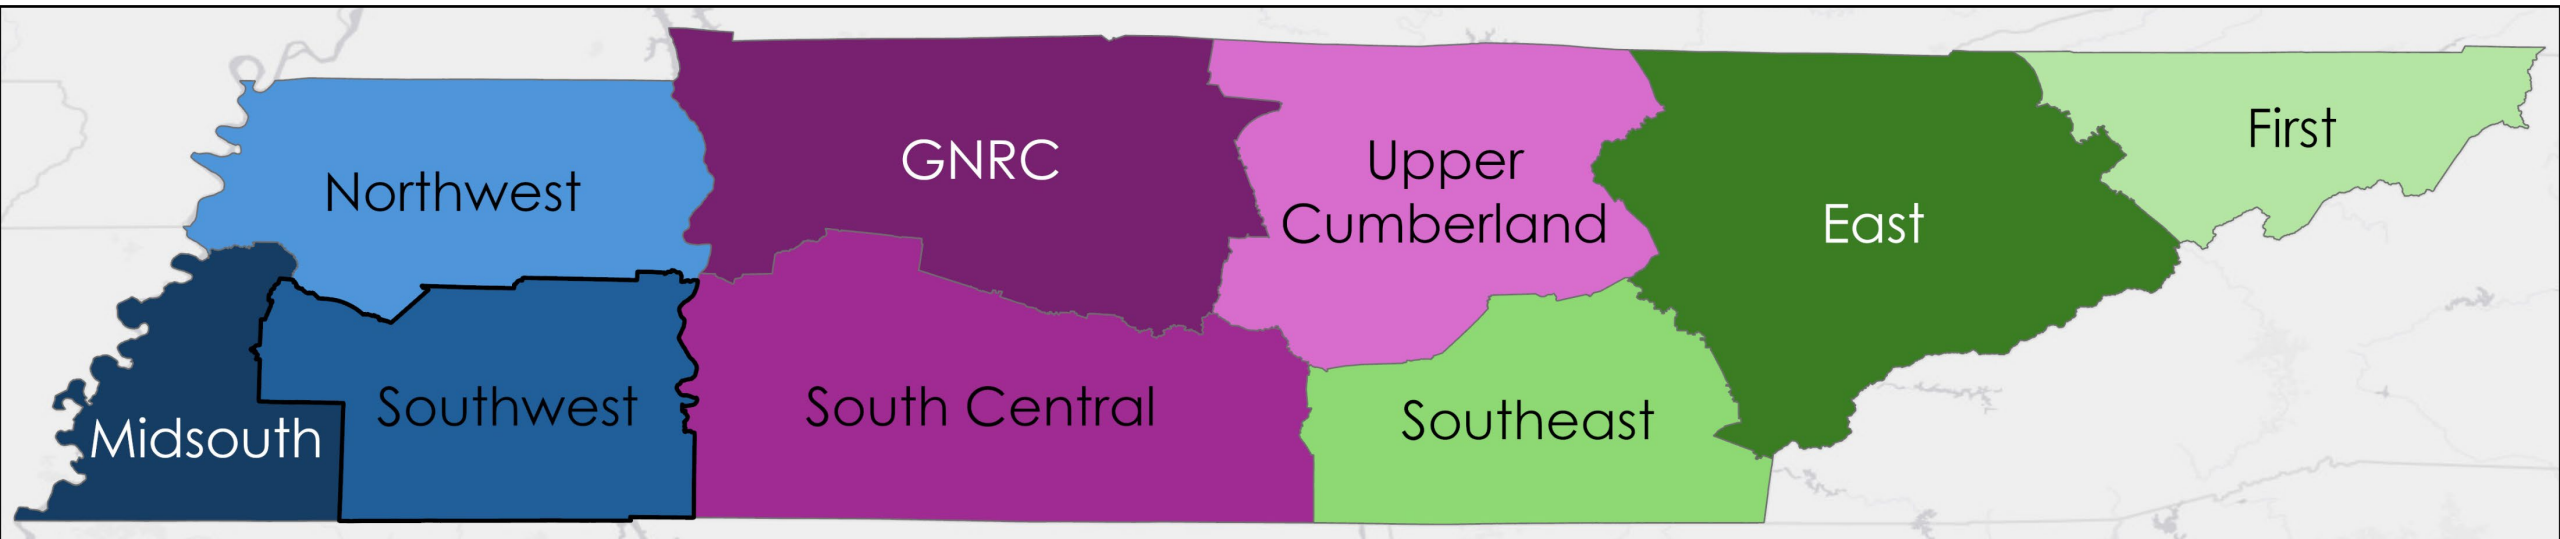 Northwest
GNRC
Upper
Cumberland
East
First
Midsouth
Southwest
South Central
Southeast